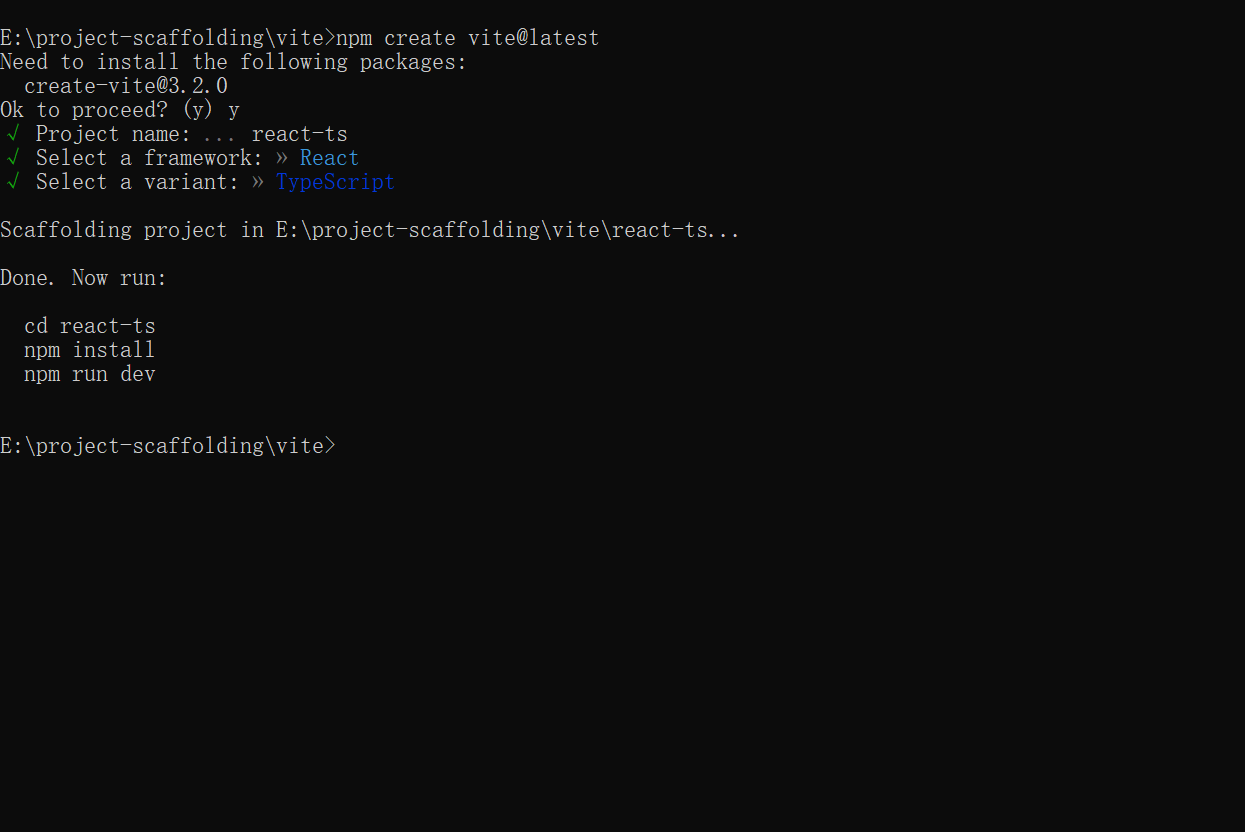 E:\project-scaffolding\vite>npm create vite@latest
Need to install the following packages:
  create-vite@3.2.0
Ok to proceed? (y) y
√ Project name: ... react-ts
√ Select a framework: » React
√ Select a variant: » TypeScript
Scaffolding project in E:\project-scaffolding\vite\react-ts...
Done. Now run:
  cd react-ts
  npm install
  npm run dev
E:\project-scaffolding\vite>